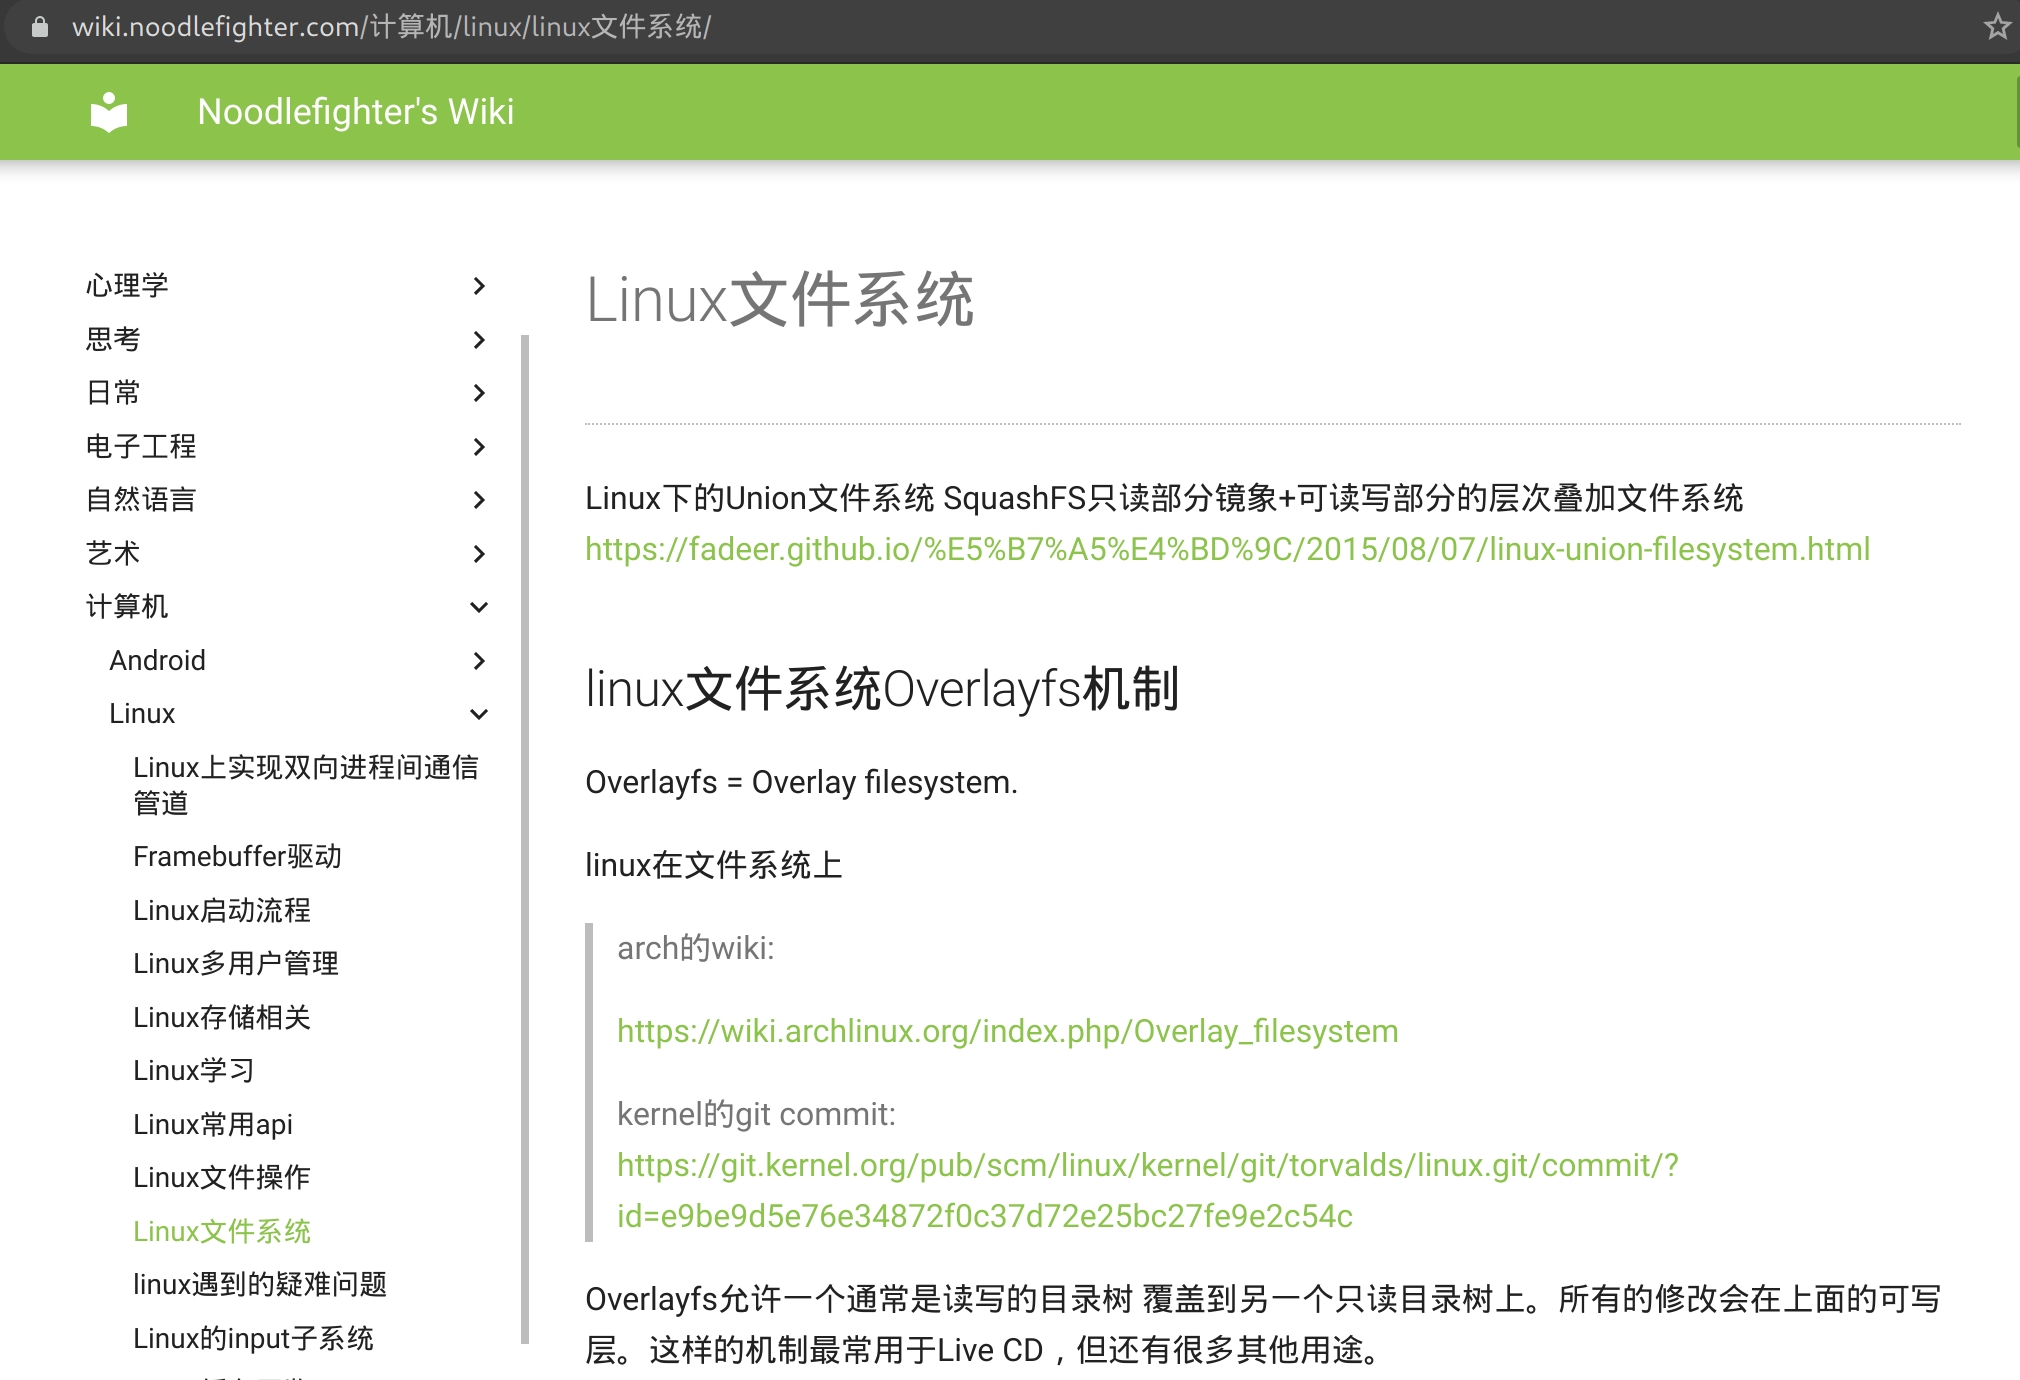 wiki.noodlefighter.com/计算机/linux/linux文件系统/
Noodlefighter's Wiki
心理学
思考
日常
电子工程
自然语言
艺术
计算机
Android
Linux
Linux上实现双向进程间通信
管道
Framebuffer驱动
Linux启动流程
Linux多用户管理
Linux存储相关
Linux学习
Linux常用api
Linux文件操作
Linux文件系统
linux遇到的疑难问题
Linux的input子系统
Linux文件系统
Linux下的Union文件系统 SquashFS只读部分镜象+可读写部分的层次叠加文件系统
https://fadeer.github.io/%E5%B7%A5%E4%BD%9C/2015/08/07/linux-union-filesystem.html
linux文件系统Overlayfs机制
Overlayfs = Overlay filesystem.
linux在文件系统上
arch的wiki:
https://wiki.archlinux.org/index.php/Overlay_filesystem
kernel的git commit:
https://git.kernel.org/pub/scm/linux/kernel/git/torvalds/linux.git/commit/?
id=e9be9d5e76e34872f0c37d72e25bc27fe9e2c54c
Overlayfs允许一个通常是读写的目录树 覆盖到另一个只读目录树上。所有的修改会在上面的可写
层。这样的机制最常用于Live CD，但还有很多其他用途。